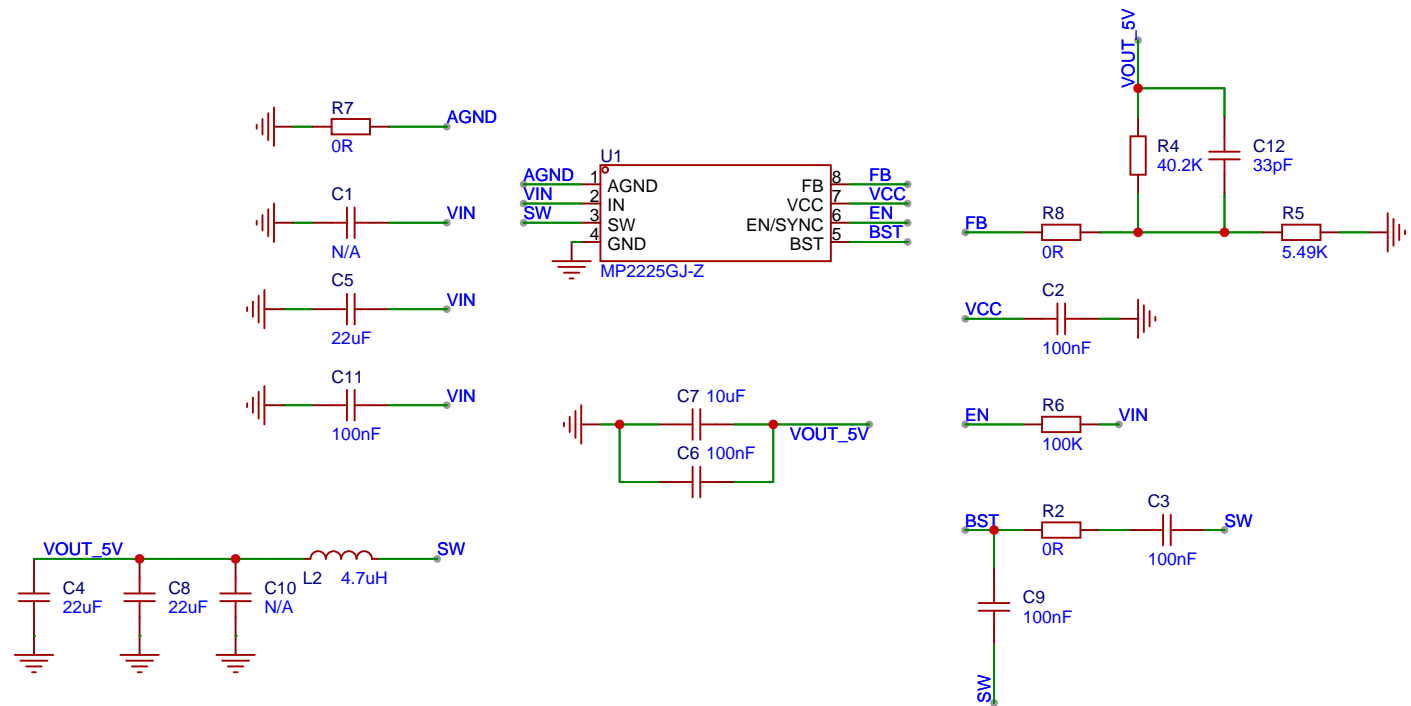 R7
AGND
0R
C1
VIN
N/A
C5
VIN
22uF
C11
VIN
100nF
U1
AGND 1 AGND
VIN 2 IN
SW 3 SW
4 GND
FB 8 FB
VCC 7 VCC
EN/SYNC 6 EN
BST 5 BST
MP2225GJ-Z
C7 10uF
VOUT_5V
C6 100nF
VOUT_5V
R4
40.2K
C12
33pF
FB
R8
0R
R5
5.49K
VCC
C2
100nF
EN
R6
VIN
100K
BST
R2
0R
C3
100nF
SW
C9
100nF
SW
VOUT_5V
SW
C4
22uF
C8
22uF
C10
N/A
L2 4.7uH